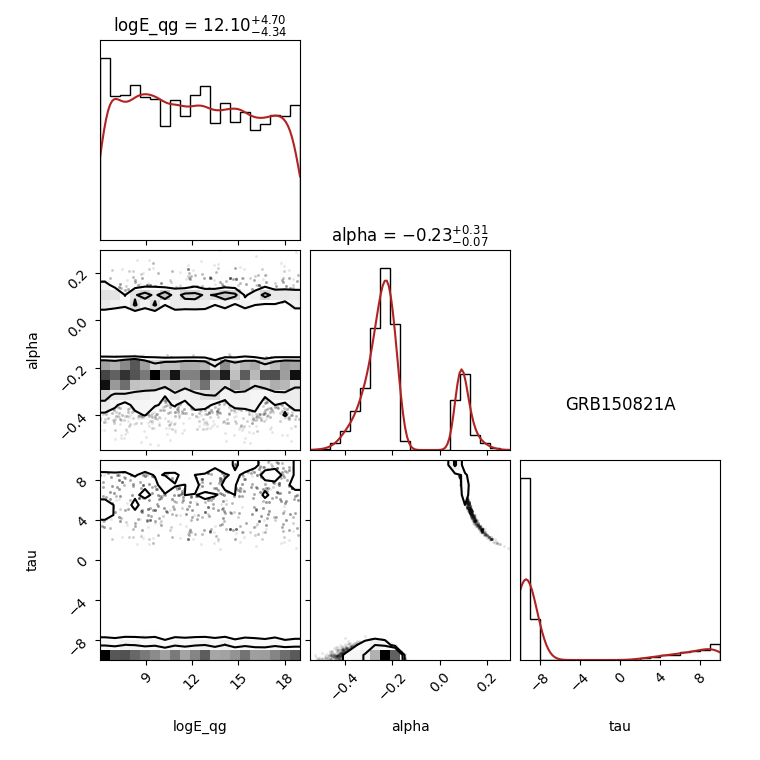 logE_qg = 12.10^{+4.70}_{−4.34}
alpha = −0.23^{+0.31}_{−0.07}
alpha
0.2
0.0
−0.2
−0.4
GRB150821A
tau
8
4
0
−4
−8
9 12 15 18
−0.4 −0.2 0.0 0.2
−8 −4 0 4 8
logE_qg alpha tau